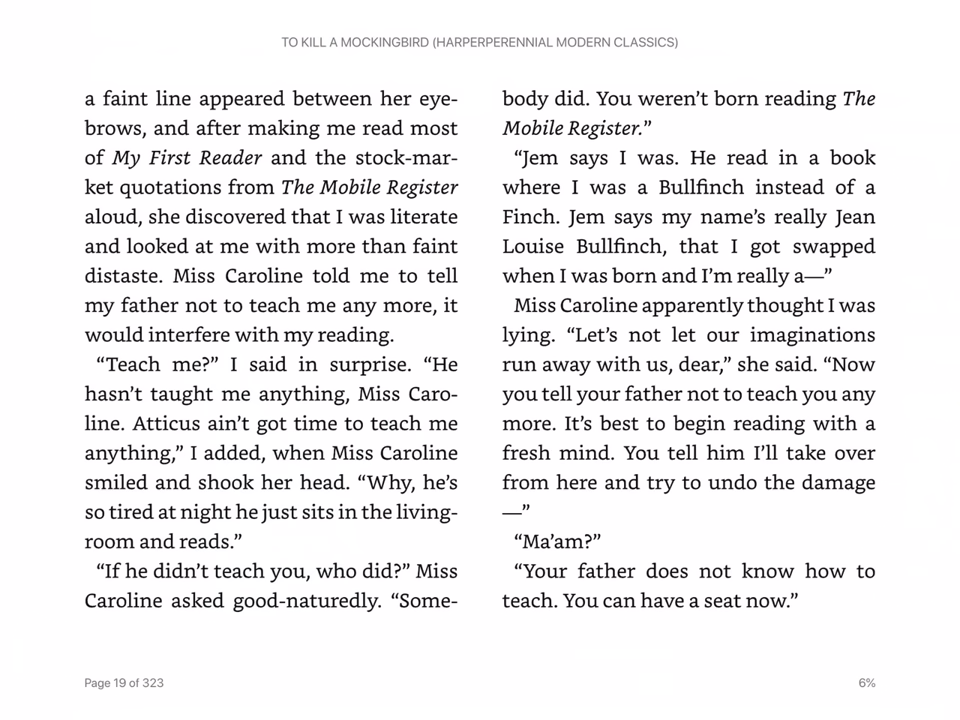 TO KILL A MOCKINGBIRD (HARPERPERENNIAL MODERN CLASSICS)
a faint line appeared between her eye-
brows, and after making me read most
of My First Reader and the stock-mar-
ket quotations from The Mobile Register
aloud, she discovered that I was literate
and looked at me with more than faint
distaste. Miss Caroline told me to tell
my father not to teach me any more, it
would interfere with my reading.
“Teach me?” I said in surprise. “He
hasn’t taught me anything, Miss Caro-
line. Atticus ain’t got time to teach me
anything,” I added, when Miss Caroline
smiled and shook her head. “Why, he’s
so tired at night he just sits in the living-
room and reads.”
“If he didn’t teach you, who did?” Miss
Caroline asked good-naturedly. “Some-
body did. You weren’t born reading The
Mobile Register.”
“Jem says I was. He read in a book
where I was a Bullfinch instead of a
Finch. Jem says my name’s really Jean
Louise Bullfinch, that I got swapped
when I was born and I’m really a—”
Miss Caroline apparently thought I was
lying. “Let’s not let our imaginations
run away with us, dear,” she said. “Now
you tell your father not to teach you any
more. It’s best to begin reading with a
fresh mind. You tell him I’ll take over
from here and try to undo the damage
—”
“Ma’am?”
“Your father does not know how to
teach. You can have a seat now.”
Page 19 of 323
6%